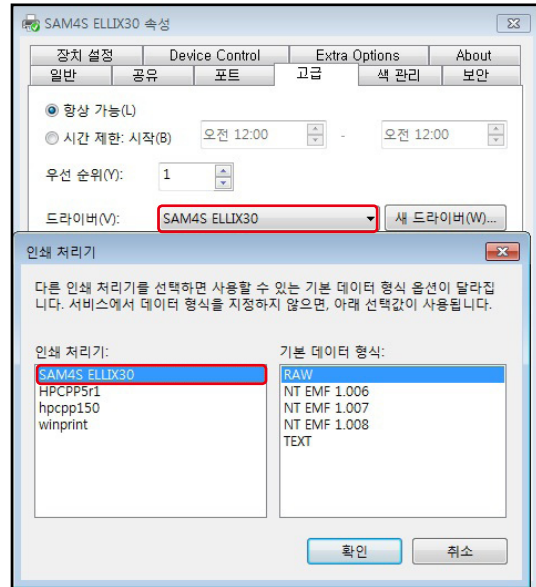 SAM4S ELLIX30 속성
장치 설정 Device Control Extra Options About
일반 공유 포트 고급 색 관리 보안
항상 가능(L)
시간 제한: 시작(B) 오전 12:00 - 오전 12:00
우선 순위(Y): 1
드라이버(V): SAM4S ELLIX30 새 드라이버(W)...
인쇄 처리기
다른 인쇄 처리기를 선택하면 사용할 수 있는 기본 데이터 형식 옵션이 달라집
니다. 서비스에서 데이터 형식을 지정하지 않으면, 아래 선택값이 사용됩니다.
인쇄 처리기: 기본 데이터 형식:
SAM4S ELLIX30 RAW
HPCPP5r1 NT EMF 1.006
hpcpp150 NT EMF 1.007
winprint NT EMF 1.008
TEXT
확인 취소